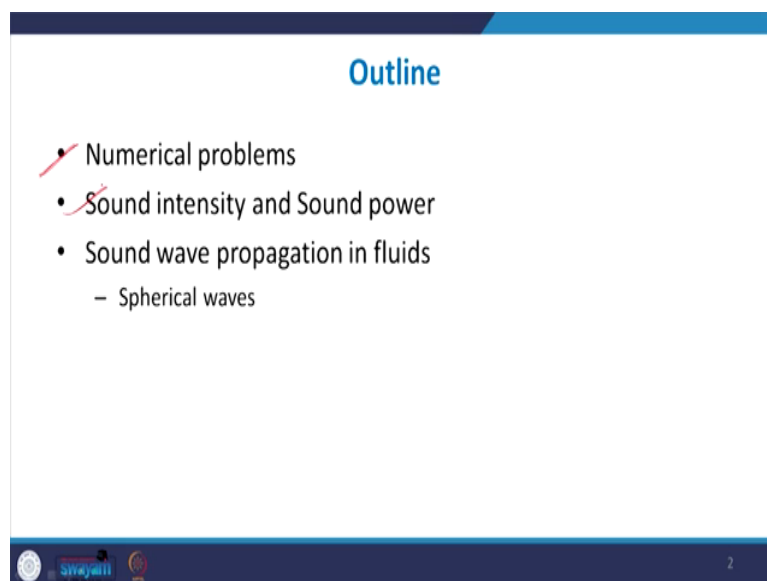 Outline
• Numerical problems
• Sound intensity and Sound power
• Sound wave propagation in fluids
– Spherical waves
swayam
2